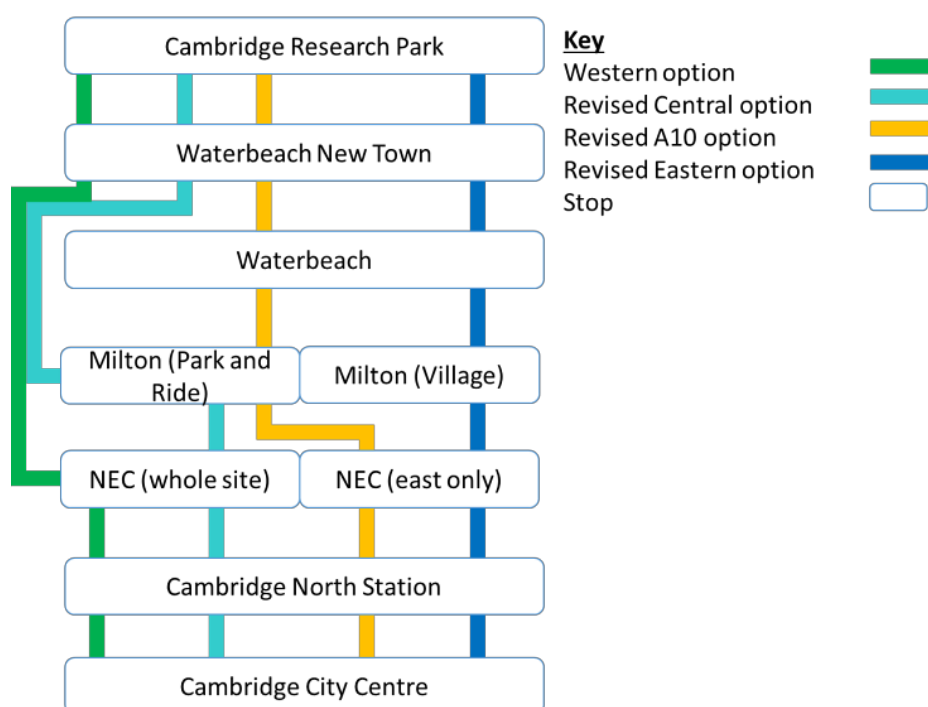 Cambridge Research Park
Key
Western option
Revised Central option
Revised A10 option
Revised Eastern option
Stop
Waterbeach New Town
Waterbeach
Milton (Park and
Ride)
Milton (Village)
NEC (whole site)
NEC (east only)
Cambridge North Station
Cambridge City Centre